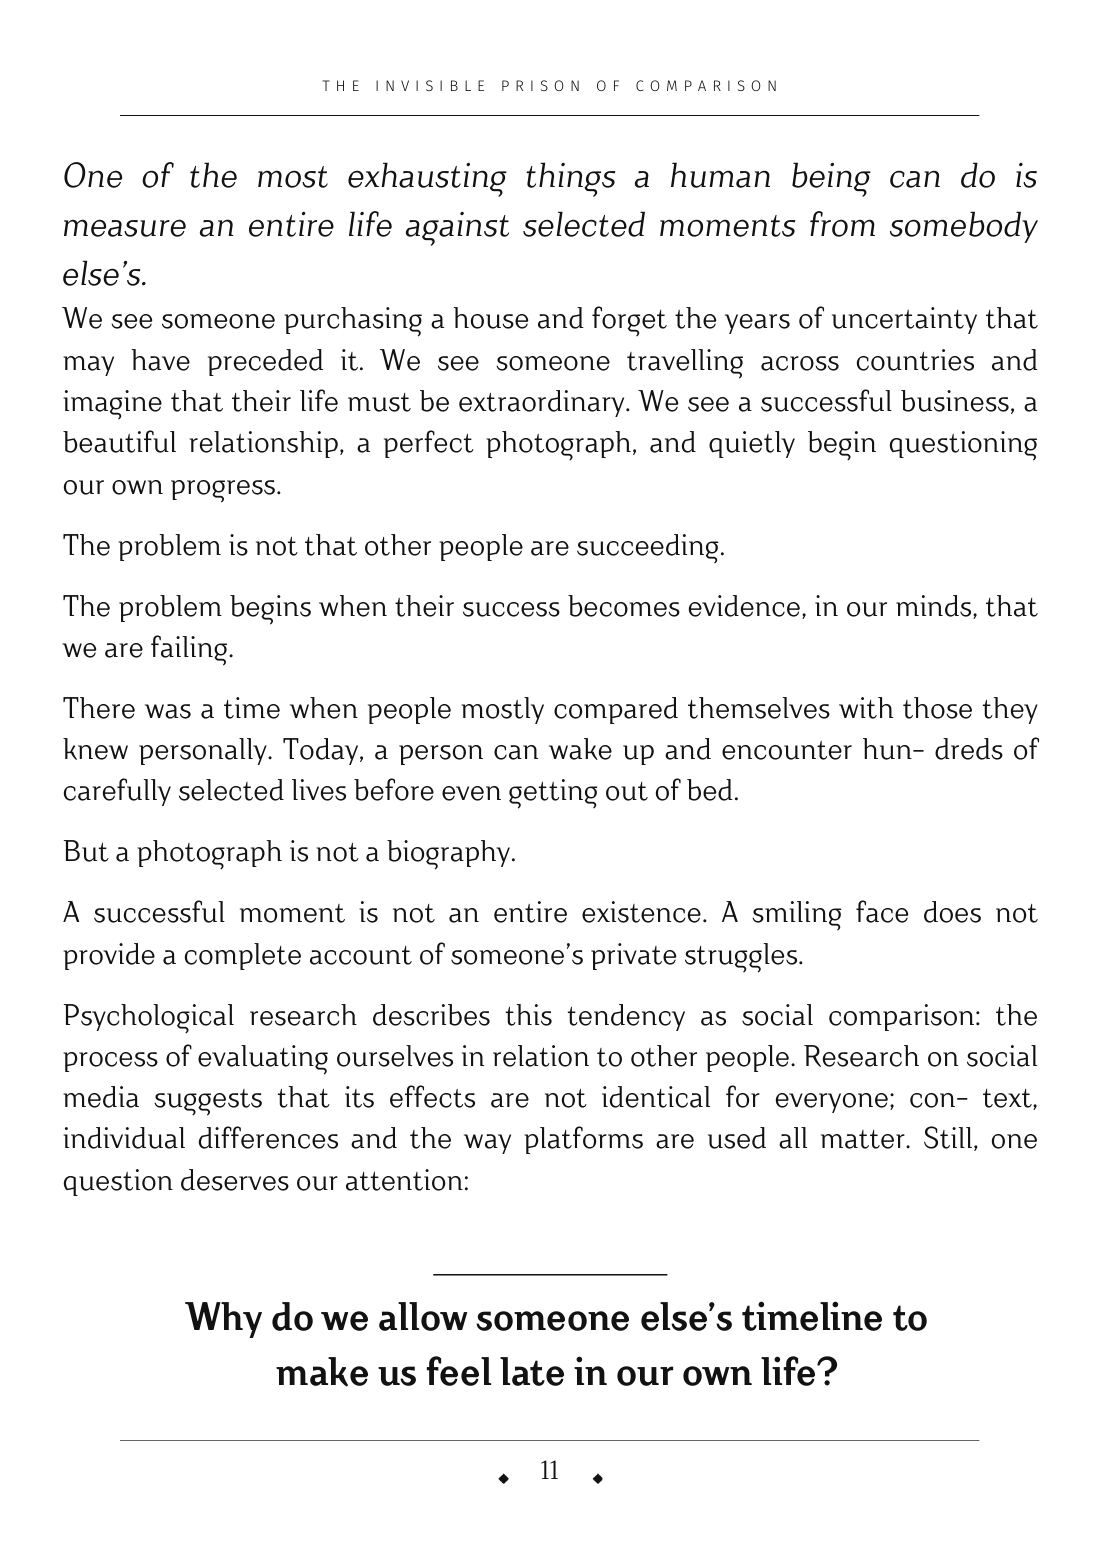 THE INVISIBLE PRISON OF COMPARISON
One of the most exhausting things a human being can do is
measure an entire life against selected moments from somebody
else’s.
We see someone purchasing a house and forget the years of uncertainty that
may have preceded it. We see someone travelling across countries and
imagine that their life must be extraordinary. We see a successful business, a
beautiful relationship, a perfect photograph, and quietly begin questioning
our own progress.
The problem is not that other people are succeeding.
The problem begins when their success becomes evidence, in our minds, that
we are failing.
There was a time when people mostly compared themselves with those they
knew personally. Today, a person can wake up and encounter hun- dreds of
carefully selected lives before even getting out of bed.
But a photograph is not a biography.
A successful moment is not an entire existence. A smiling face does not
provide a complete account of someone’s private struggles.
Psychological research describes this tendency as social comparison: the
process of evaluating ourselves in relation to other people. Research on social
media suggests that its effects are not identical for everyone; con- text,
individual differences and the way platforms are used all matter. Still, one
question deserves our attention:
Why do we allow someone else’s timeline to
make us feel late in our own life?
◆ 11 ◆